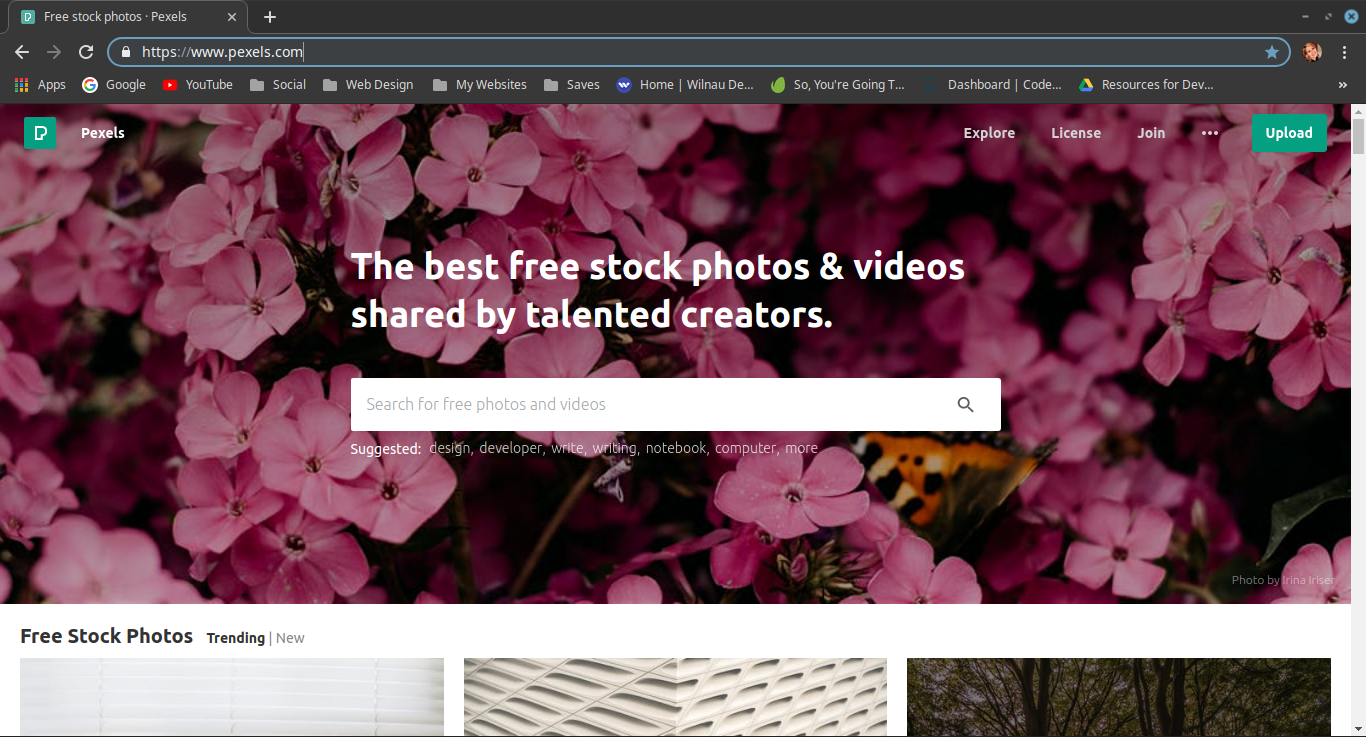 Free stock photos · Pexels
https://www.pexels.com
Apps Google YouTube Social Web Design My Websites Saves Home | Wilnau De... So, You're Going T... Dashboard | Code... Resources for Dev... »
Pexels Explore License Join ••• Upload
The best free stock photos & videos
shared by talented creators.
Search for free photos and videos
Suggested: design, developer, write, writing, notebook, computer, more
Photo by Irina Iriser
Free Stock Photos Trending | New